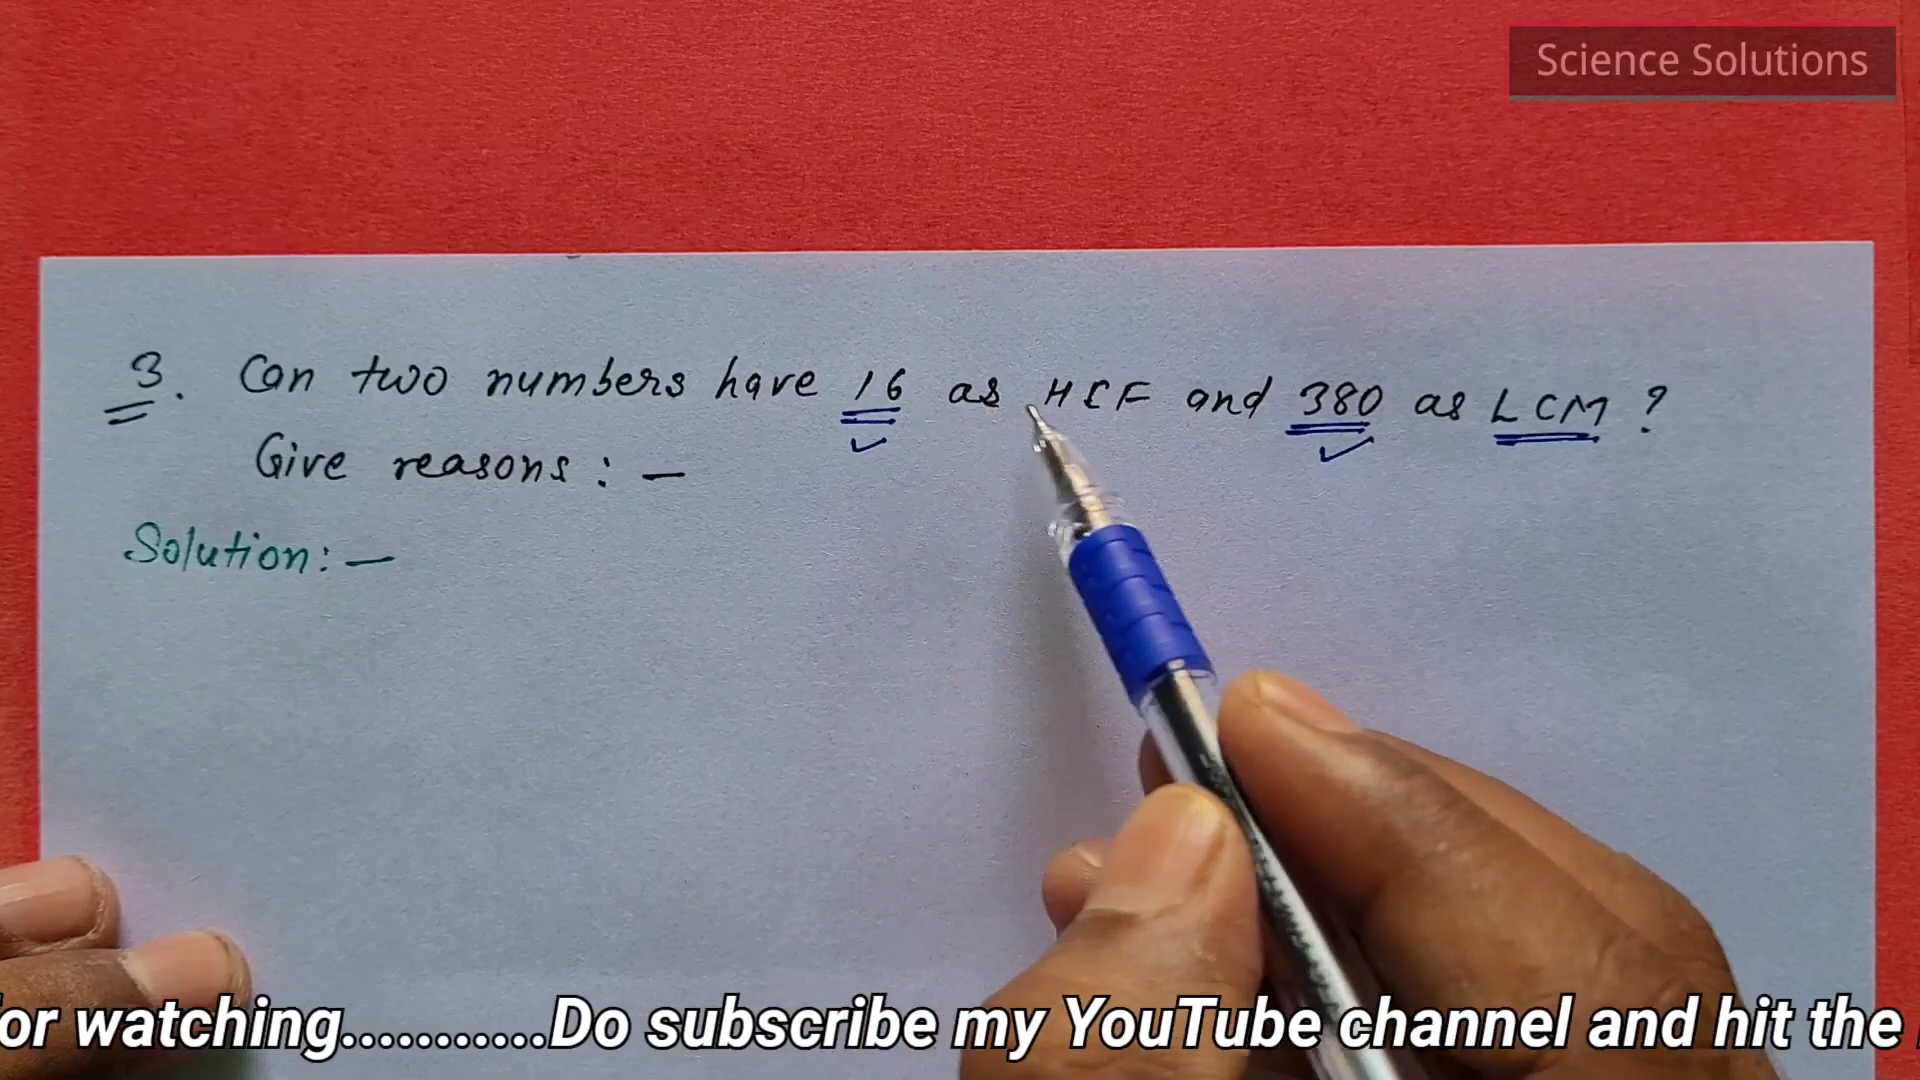 Science Solutions
3. Can two numbers have 16 as HCF and 380 as LCM ?
Give reasons : —
Solution : —
or watching...........Do subscribe my YouTube channel and hit the